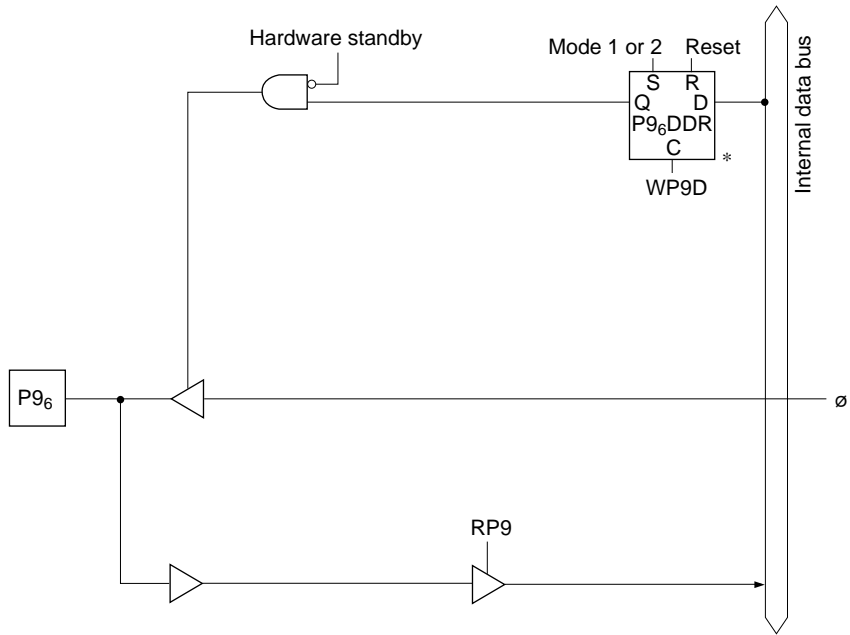 Hardware standby
Mode 1 or 2 Reset
S R
Q D
P9₆DDR
C
*
WP9D
Internal data bus
P9₆
ø
RP9